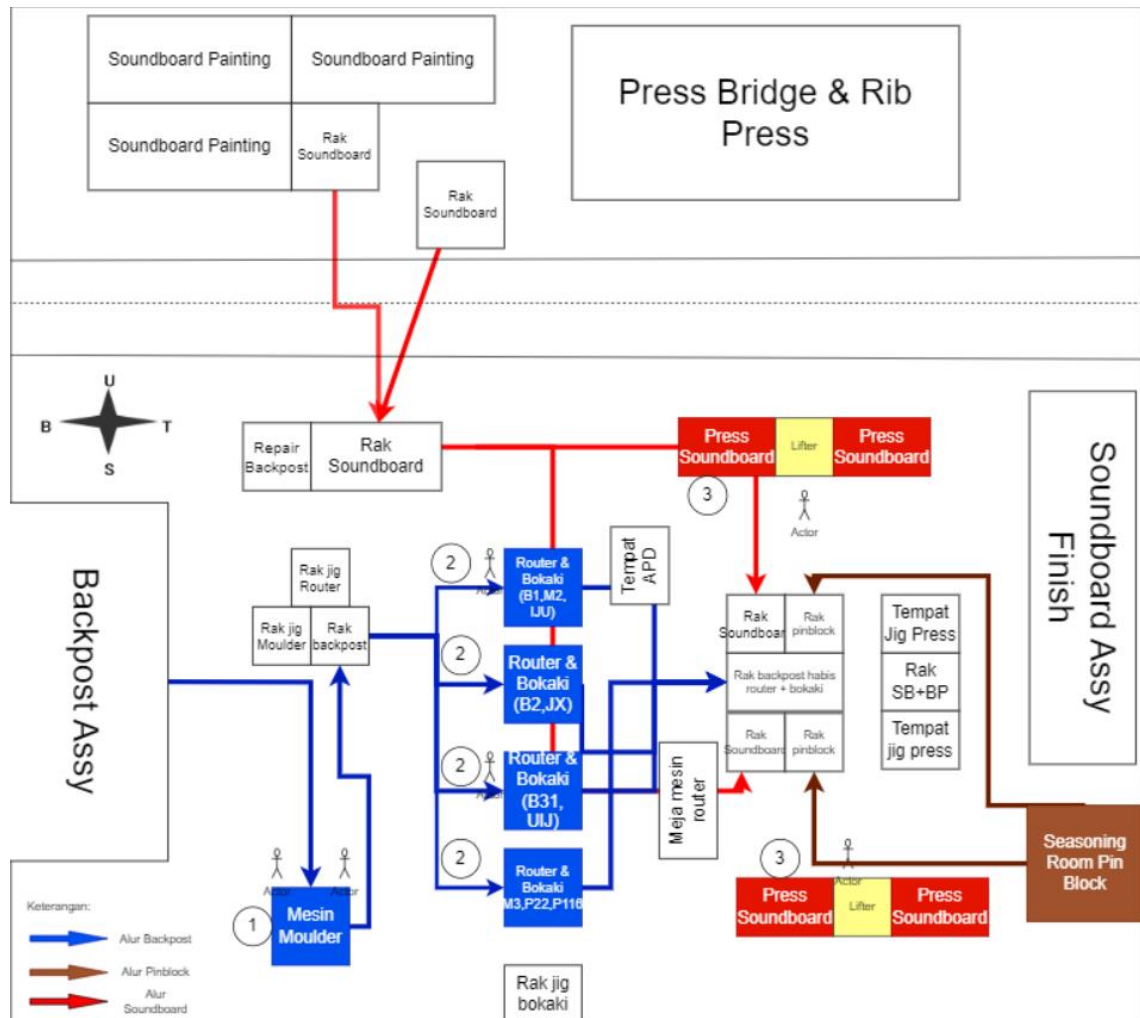 Soundboard Painting
Soundboard Painting
Soundboard Painting
Rak
Soundboard
Press Bridge & Rib
Press
Rak
Soundboard
U
B
T
S
Repair
Backpost
Rak
Soundboard
Press
Soundboard
Lifter
Press
Soundboard
3
Actor
Soundboard Assy
Finish
Backpost Assy
Rak jig
Router
Rak jig
Moulder
Rak
backpost
2
Actor
Router &
Bokaki
(B1,M2,
IJU)
Tempat
APD
2
Router &
Bokaki
(B2,JX)
2
Actor
Router &
Bokaki
(B31,
UIJ)
2
Router &
Bokaki
M3,P22,P116
Meja mesin
router
Rak
Soundboar
Rak
pinblock
Rak backpost habis
router + bokaki
Rak
Soundboard
Rak
pinblock
Tempat
Jig Press
Rak
SB+BP
Tempat
jig press
3
Actor
Press
Soundboard
Lifter
Press
Soundboard
Seasoning
Room Pin
Block
Actor
Actor
1
Mesin
Moulder
Rak jig
bokaki
Keterangan:
Alur Backpost
Alur Pinblock
Alur
Soundboard